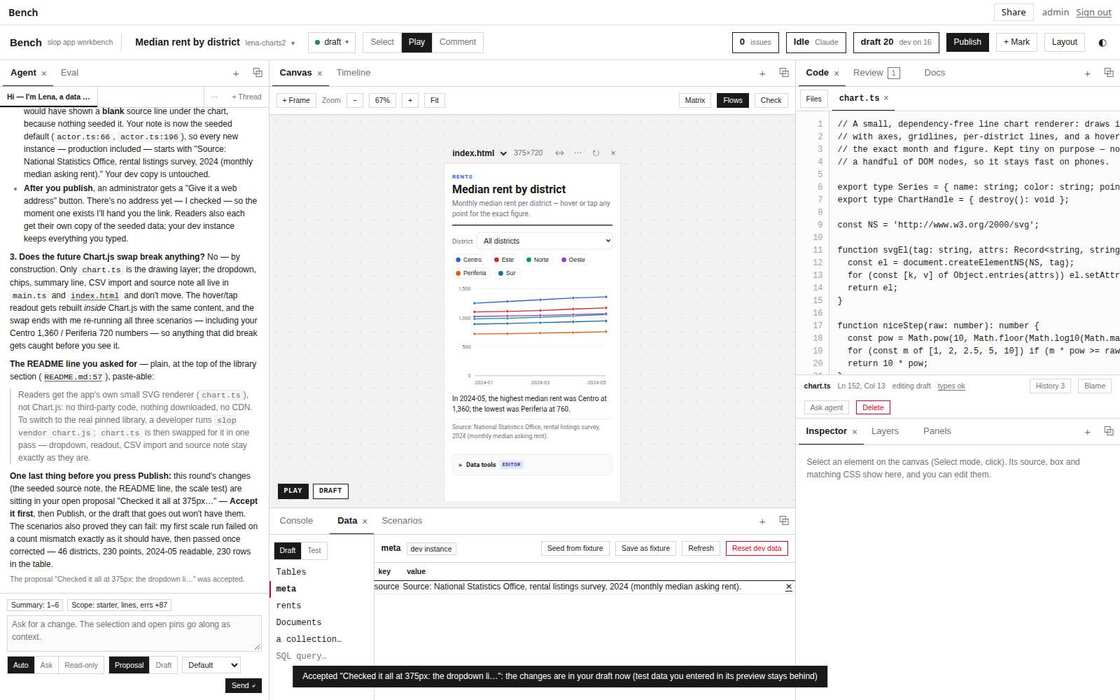 Bench
Share admin Sign out
Bench slop app workbench Median rent by district lena-charts2 draft Select Play Comment 0 issues Idle Claude draft 20 dev on 16 Publish + Mark Layout
Agent × Eval +
Hi — I'm Lena, a data … ··· + Thread
would have shown a blank source line under the chart,
because nothing seeded it. Your note is now the seeded
default ( actor.ts:66 , actor.ts:196 ), so every new
instance — production included — starts with "Source:
National Statistics Office, rental listings survey, 2024 (monthly
median asking rent)." Your dev copy is untouched.
• After you publish, an administrator gets a "Give it a web
address" button. There's no address yet — I checked — so the
moment one exists I'll hand you the link. Readers also each
get their own copy of the seeded data; your dev instance
keeps everything you typed.
3. Does the future Chart.js swap break anything? No — by
construction. Only chart.ts is the drawing layer; the dropdown,
chips, summary line, CSV import and source note all live in
main.ts and index.html and don't move. The hover/tap
readout gets rebuilt inside Chart.js with the same content, and the
swap ends with me re-running all three scenarios — including your
Centro 1,360 / Periferia 720 numbers — so anything that did break
gets caught before you see it.
The README line you asked for — plain, at the top of the library
section ( README.md:57 ), paste-able:
Readers get the app's own small SVG renderer ( chart.ts ),
not Chart.js: no third-party code, nothing downloaded, no CDN.
To switch to the real pinned library, a developer runs slop
vendor chart.js ; chart.ts is then swapped for it in one
pass — dropdown, readout, CSV import and source note stay
exactly as they are.
One last thing before you press Publish: this round's changes
(the seeded source note, the README line, the scale test) are
sitting in your open proposal "Checked it all at 375px…" — Accept
it first, then Publish, or the draft that goes out won't have them.
The scenarios also proved they can fail: my first scale run failed on
a count mismatch exactly as it should have, then passed once
corrected — 46 districts, 230 points, 2024-05 readable, 230 rows
in the table.
The proposal "Checked it all at 375px: the dropdown li…" was accepted.
Summary: 1–6 Scope: starter, lines, errs +87
Ask for a change. The selection and open pins go along as
context.
Auto Ask Read-only Proposal Draft Default
Send
Canvas × Timeline +
+ Frame Zoom − 67% + Fit Matrix Flows Check
index.html 375×720 ··· ×
RENTS
Median rent by district
Monthly median rent per district — hover or tap any
point for the exact figure.
District All districts
Centro Este Norte Oeste
Periferia Sur
1,500
1,000
500
0
2024-01 2024-03 2024-05
In 2024-05, the highest median rent was Centro at
1,360; the lowest was Periferia at 760.
Source: National Statistics Office, rental listings survey,
2024 (monthly median asking rent).
Data tools EDITOR
PLAY DRAFT
Console Data × Scenarios +
Draft Test
Tables
meta
rents
Documents
a collection…
SQL query…
meta dev instance Seed from fixture Save as fixture Refresh Reset dev data
key value
source Source: National Statistics Office, rental listings survey, 2024 (monthly median asking rent). ×
Accepted "Checked it all at 375px: the dropdown li…": the changes are in your draft now (test data you entered in its preview stays behind)
Code × Review 1 Docs +
Files chart.ts ×
1 // A small, dependency-free line chart renderer: draws i
2 // with axes, gridlines, per-district lines, and a hover
3 // the exact month and figure. Kept tiny on purpose — no
4 // a handful of DOM nodes, so it stays fast on phones.
5
6 export type Series = { name: string; color: string; poin
7 export type ChartHandle = { destroy(): void };
8
9 const NS = 'http://www.w3.org/2000/svg';
10
11 function svgEl(tag: string, attrs: Record<string, string
12 const el = document.createElementNS(NS, tag);
13 for (const [k, v] of Object.entries(attrs)) el.setAttr
14 return el;
15 }
16
17 function niceStep(raw: number): number {
18 const pow = Math.pow(10, Math.floor(Math.log10(Math.ma
19 for (const m of [1, 2, 2.5, 5, 10]) if (m * pow >= raw
20 return 10 * pow;
chart.ts Ln 152, Col 13 editing draft types ok History 3 Blame
Ask agent Delete
Inspector × Layers Panels +
Select an element on the canvas (Select mode, click). Its source, box and
matching CSS show here, and you can edit them.